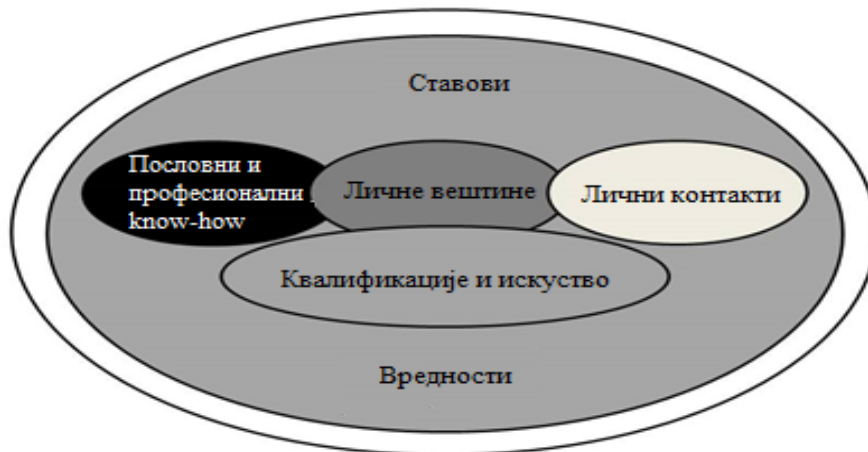 Ставови
Пословни и
професионални
know-how
Личне вештине
Лични контакти
Квалификације и искуство
Вредности